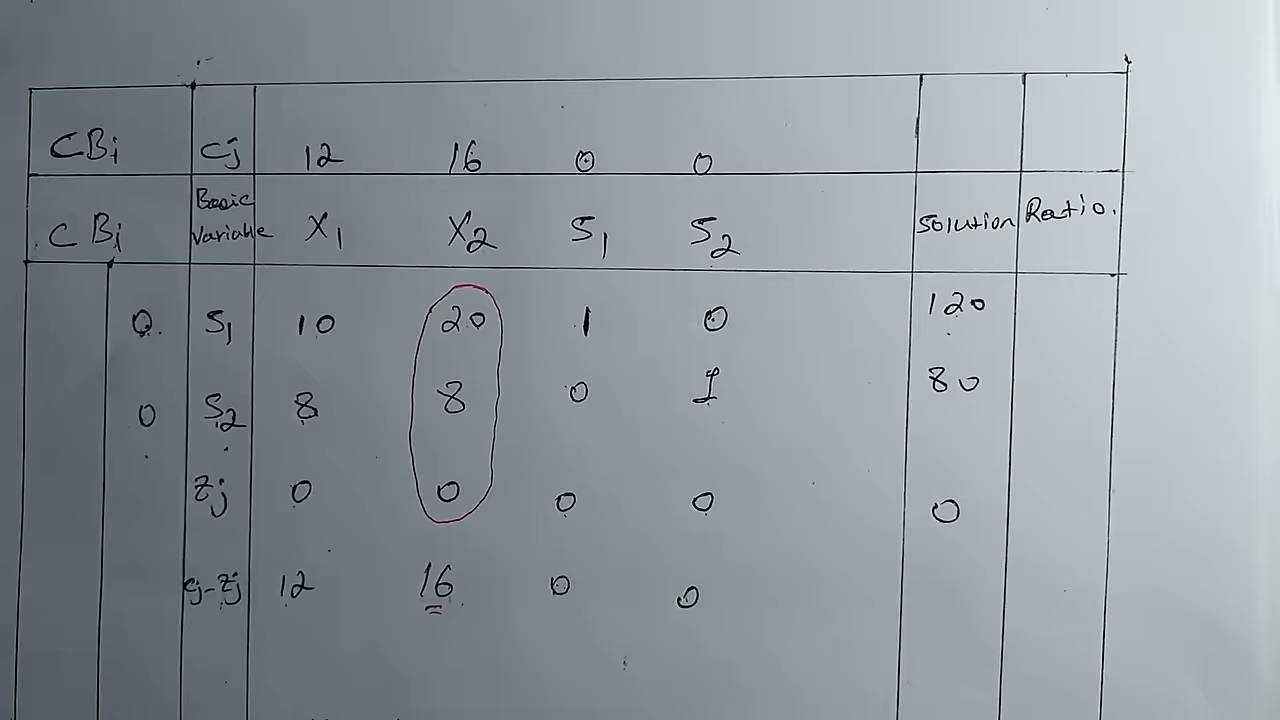 CBi Cj 12 16 0 0
CBi Basic Variable X1 X2 S1 S2 Solution Ratio.
0. S1 10 20 1 0 120
0 S2 8 8 0 1 80
Zj 0 0 0 0 0
Cj-Zj 12 16 0 0